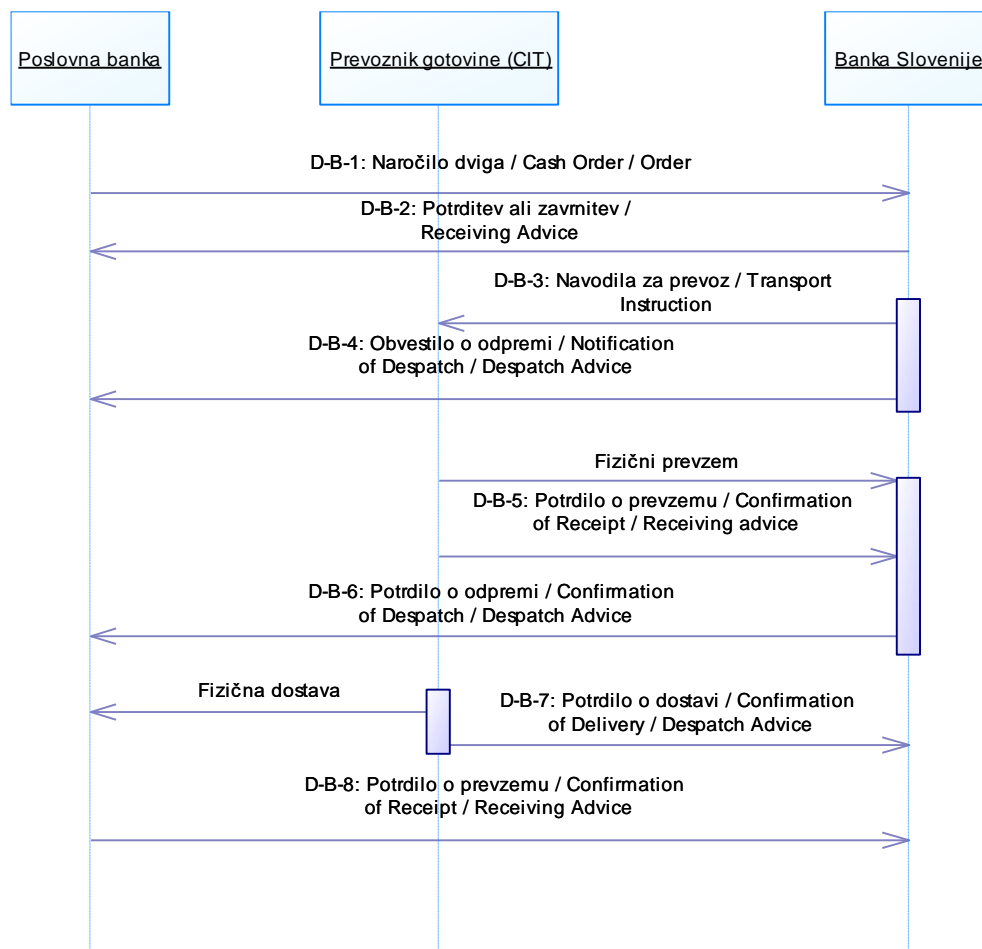 Poslovna banka
Prevoznik gotovine (CIT)
Banka Slovenije
D-B-1: Naročilo dviga / Cash Order / Order
D-B-2: Potrditev ali zavrnitev /
Receiving Advice
D-B-3: Navodila za prevoz / Transport
Instruction
D-B-4: Obvestilo o odpremi / Notification
of Despatch / Despatch Advice
Fizični prevzem
D-B-5: Potrdilo o prevzemu / Confirmation
of Receipt / Receiving advice
D-B-6: Potrdilo o odpremi / Confirmation
of Despatch / Despatch Advice
Fizična dostava
D-B-7: Potrdilo o dostavi / Confirmation
of Delivery / Despatch Advice
D-B-8: Potrdilo o prevzemu / Confirmation
of Receipt / Receiving Advice